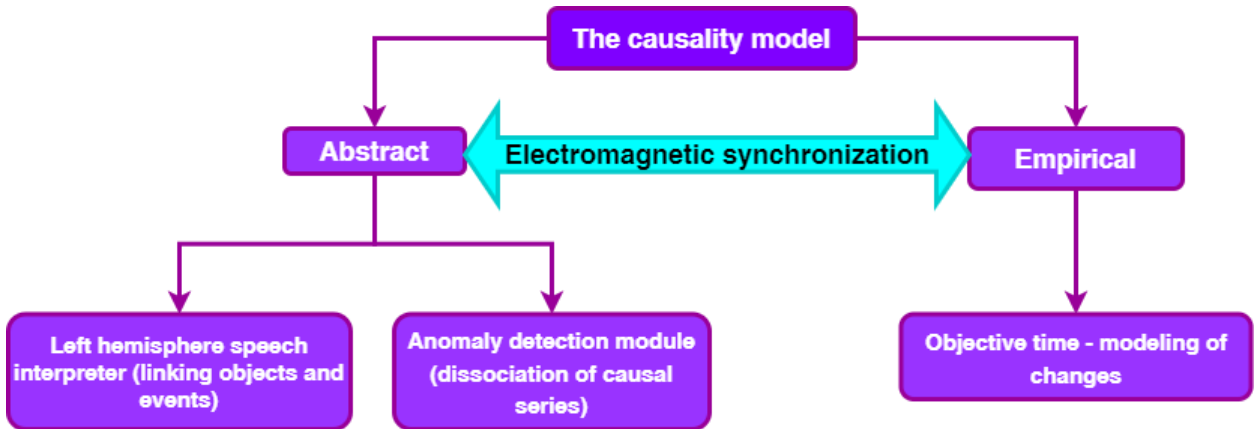 The causality model
Abstract
Electromagnetic synchronization
Empirical
Left hemisphere speech
interpreter (linking objects and
events)
Anomaly detection module
(dissociation of causal
series)
Objective time - modeling of
changes